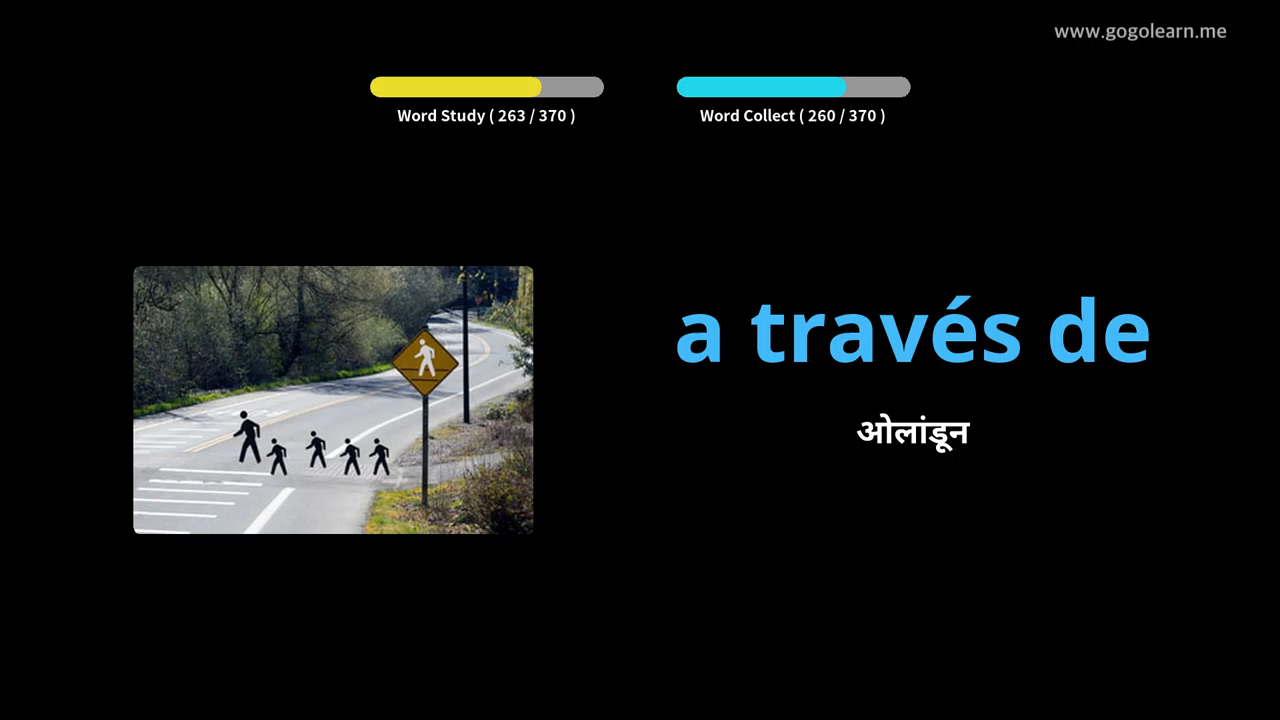 www.gogolearn.me
Word Study ( 263 / 370 )
Word Collect ( 260 / 370 )
a través de
ओलांडून